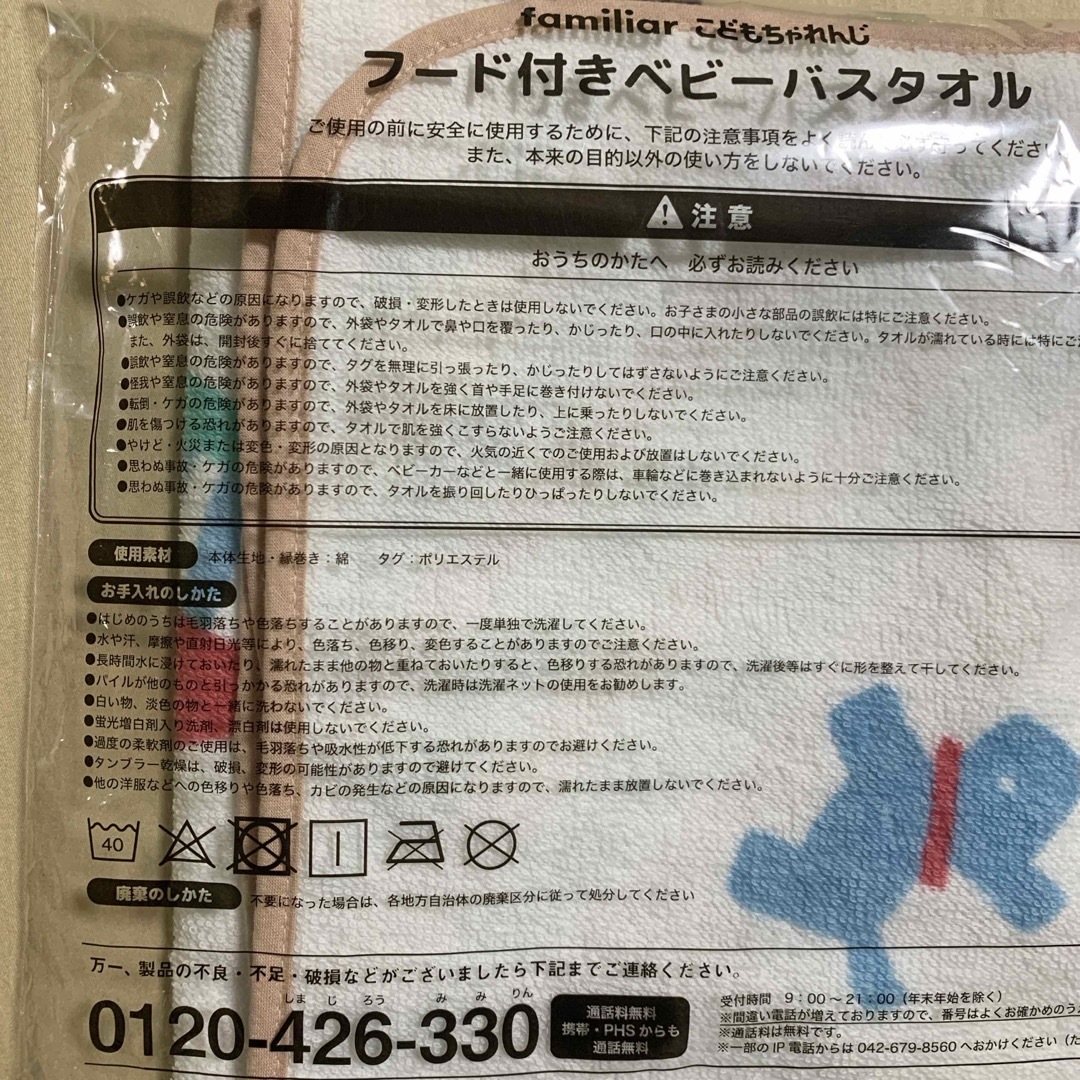 familiar こどもちゃれんじ
フード付きベビーバスタオル
ご使用の前に安全に使用するために、下記の注意事項をよく
また、本来の目的以外の使い方をしないでください。
注意
おうちのかたへ 必ずお読みください
●ケガや誤飲などの原因になりますので、破損・変形したときは使用しないでください。お子さまの小さな部品の誤飲には特にご注意ください。
●誤飲や窒息の危険がありますので、外袋やタオルで鼻や口を覆ったり、かじったり、口の中に入れたりしないでください。タオルが濡れている時には特にご注
また、外袋は、開封後すぐに捨ててください。
●誤飲や窒息の危険がありますので、タグを無理に引っ張ったり、かじったりしてはずさないようにご注意ください。
●怪我や窒息の危険がありますので、外袋やタオルを強く首や手足に巻き付けないでください。
●転倒・ケガの危険がありますので、外袋やタオルを床に放置したり、上に乗ったりしないでください。
●肌を傷つける恐れがありますので、タオルで肌を強くこすらないようご注意ください。
●やけど・火災または変色・変形の原因となりますので、火気の近くでのご使用および放置はしないでください。
●思わぬ事故・ケガの危険がありますので、ベビーカーなどと一緒に使用する際は、車輪などに巻き込まれないように十分ご注意ください。
●思わぬ事故・ケガの危険がありますので、タオルを振り回したりひっぱったりしないでください。
使用素材 本体生地・縁巻き：綿 タグ：ポリエステル
お手入れのしかた
●はじめのうちは毛羽落ちや色落ちすることがありますので、一度単独で洗濯してください。
●水や汗、摩擦や直射日光等により、色落ち、色移り、変色することがありますのでご注意ください。
●長時間水に浸けておいたり、濡れたまま他の物と重ねておいたりすると、色移りする恐れがありますので、洗濯後等はすぐに形を整えて干してください。
●パイルが他のものと引っかかる恐れがありますので、洗濯時は洗濯ネットの使用をお勧めします。
●白い物、淡色の物と一緒に洗わないでください。
●蛍光増白剤入り洗剤、漂白剤は使用しないでください。
●過度の柔軟剤のご使用は、毛羽落ちや吸水性が低下する恐れがありますのでお避けください。
●タンブラー乾燥は、破損、変形の可能性がありますので避けてください。
●他の洋服などへの色移りや色落ち、カビの発生などの原因になりますので、濡れたまま放置しないでください。
40
廃棄のしかた 不要になった場合は、各地方自治体の廃棄区分に従って処分してください
万一、製品の不良・不足・破損などがございましたら下記までご連絡ください。
しまじろう みみりん
0120-426-330
通話料無料
携帯・PHSからも
通話無料
受付時間 9：00〜21：00（年末年始を除く）
※間違い電話が増えておりますので、番号はよくお確かめのう
※通話料は無料です。
※一部のIP電話からは042-679-8560へおかけください（た